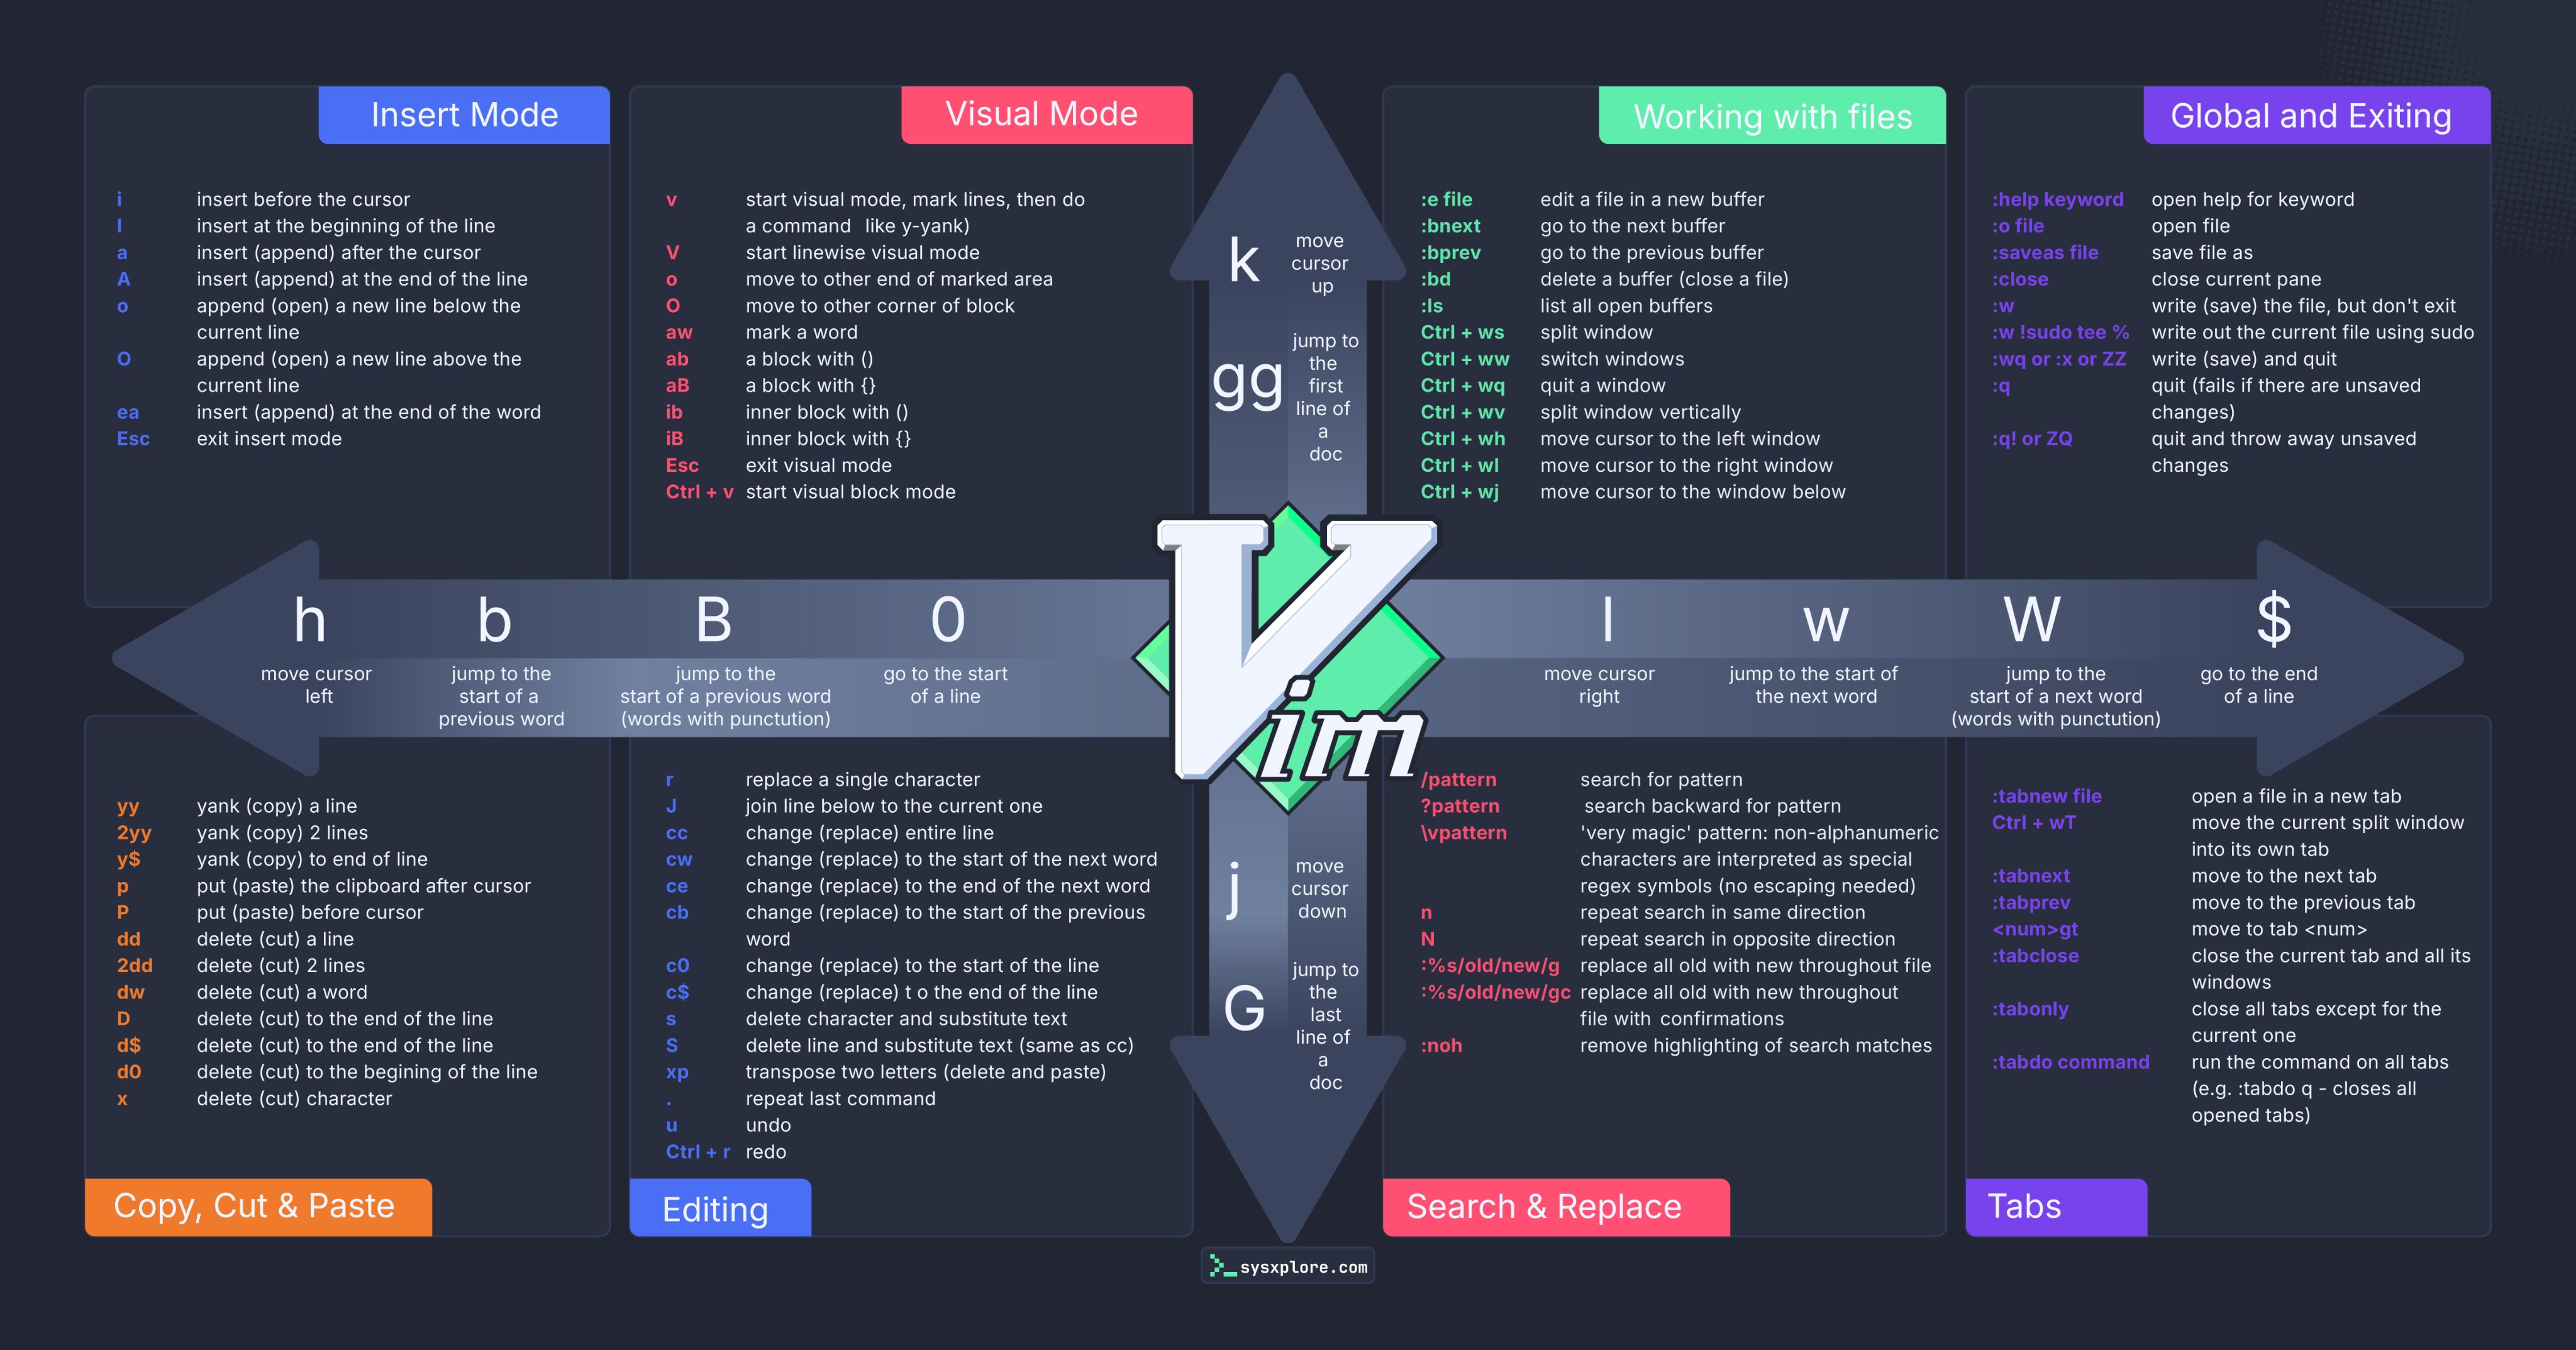 Insert Mode
i insert before the cursor
I insert at the beginning of the line
a insert (append) after the cursor
A insert (append) at the end of the line
o append (open) a new line below the
current line
O append (open) a new line above the
current line
ea insert (append) at the end of the word
Esc exit insert mode
Visual Mode
v start visual mode, mark lines, then do
a command like y-yank)
V start linewise visual mode
o move to other end of marked area
O move to other corner of block
aw mark a word
ab a block with ()
aB a block with {}
ib inner block with ()
iB inner block with {}
Esc exit visual mode
Ctrl + v start visual block mode
k move
cursor
up
gg jump to
the
first
line of
a
doc
Working with files
:e file edit a file in a new buffer
:bnext go to the next buffer
:bprev go to the previous buffer
:bd delete a buffer (close a file)
:ls list all open buffers
Ctrl + ws split window
Ctrl + ww switch windows
Ctrl + wq quit a window
Ctrl + wv split window vertically
Ctrl + wh move cursor to the left window
Ctrl + wl move cursor to the right window
Ctrl + wj move cursor to the window below
Global and Exiting
:help keyword open help for keyword
:o file open file
:saveas file save file as
:close close current pane
:w write (save) the file, but don't exit
:w !sudo tee % write out the current file using sudo
:wq or :x or ZZ write (save) and quit
:q quit (fails if there are unsaved
changes)
:q! or ZQ quit and throw away unsaved
changes
h
move cursor
left
b
jump to the
start of a
previous word
B
jump to the
start of a previous word
(words with punctution)
0
go to the start
of a line
Vim
l
move cursor
right
w
jump to the start of
the next word
W
jump to the
start of a next word
(words with punctution)
$
go to the end
of a line
yy yank (copy) a line
2yy yank (copy) 2 lines
y$ yank (copy) to end of line
p put (paste) the clipboard after cursor
P put (paste) before cursor
dd delete (cut) a line
2dd delete (cut) 2 lines
dw delete (cut) a word
D delete (cut) to the end of the line
d$ delete (cut) to the end of the line
d0 delete (cut) to the begining of the line
x delete (cut) character
Copy, Cut & Paste
r replace a single character
J join line below to the current one
cc change (replace) entire line
cw change (replace) to the start of the next word
ce change (replace) to the end of the next word
cb change (replace) to the start of the previous
word
c0 change (replace) to the start of the line
c$ change (replace) t o the end of the line
s delete character and substitute text
S delete line and substitute text (same as cc)
xp transpose two letters (delete and paste)
. repeat last command
u undo
Ctrl + r redo
Editing
j move
cursor
down
G jump to
the
last
line of
a
doc
/pattern search for pattern
?pattern search backward for pattern
\vpattern 'very magic' pattern: non-alphanumeric
characters are interpreted as special
regex symbols (no escaping needed)
n repeat search in same direction
N repeat search in opposite direction
:%s/old/new/g replace all old with new throughout file
:%s/old/new/gc replace all old with new throughout
file with confirmations
:noh remove highlighting of search matches
Search & Replace
:tabnew file open a file in a new tab
Ctrl + wT move the current split window
into its own tab
:tabnext move to the next tab
:tabprev move to the previous tab
<num>gt move to tab <num>
:tabclose close the current tab and all its
windows
:tabonly close all tabs except for the
current one
:tabdo command run the command on all tabs
(e.g. :tabdo q - closes all
opened tabs)
Tabs
sysxplore.com